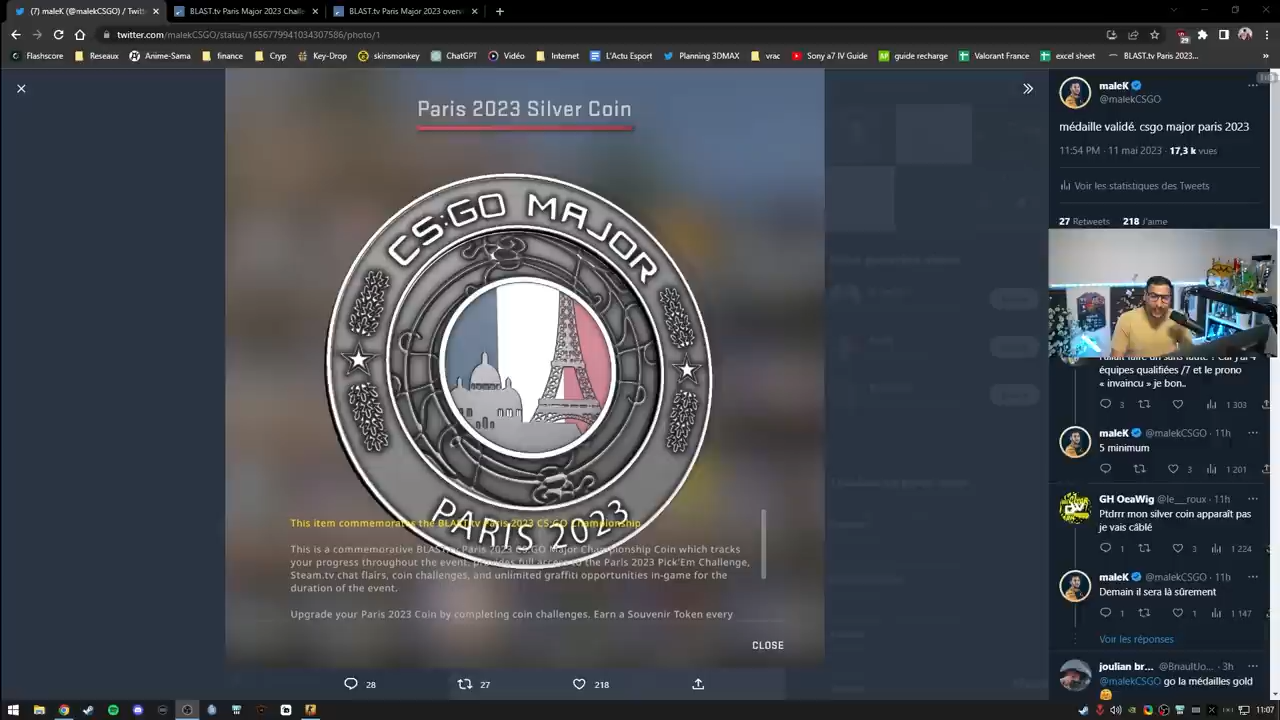 (7) maleK (@malekCSGO) / Twitt
BLAST.tv Paris Major 2023 Chall
BLAST.tv Paris Major 2023 over
twitter.com/malekCSGO/status/1656779941034307586/photo/1
Flashscore
Reseaux
Anime-Sama
finance
Cryp
Key-Drop
skinsmonkey
ChatGPT
Vidéo
Internet
L'Actu Esport
Planning 3DMAX
vrac
Sony a7 IV Guide
guide recharge
Valorant France
excel sheet
BLAST.tv Paris 2023...
Paris 2023 Silver Coin
CS:GO MAJOR
PARIS 2023
This item commemorates the BLAST.tv Paris 2023 CS:GO Championship
This is a commemorative BLAST.tv Paris 2023 CS:GO Major Championship Coin which tracks
your progress throughout the event, provides full access to the Paris 2023 Pick'Em Challenge,
Steam.tv chat flairs, coin challenges, and unlimited graffiti opportunities in-game for the
duration of the event.
Upgrade your Paris 2023 Coin by completing coin challenges. Earn a Souvenir Token every
CLOSE
28
27
218
maleK
@malekCSGO
médaille validé. csgo major paris 2023
11:54 PM · 11 mai 2023 · 17,3 k vues
Voir les statistiques des Tweets
27 Retweets 218 J'aime
équipes qualifiées /7 et le prono
« invaincu » je bon..
3
1 303
maleK @malekCSGO · 11h
5 minimum
3
1 201
GH OeaWig @le__roux · 11h
Ptdrrr mon silver coin apparaît pas
je vais câblé
1
3
1 224
maleK @malekCSGO · 11h
Demain il sera là sûrement
1
1
1 147
Voir les réponses
joulian br... @BnaultJo... · 3h
@malekCSGO go la médailles gold
11:07